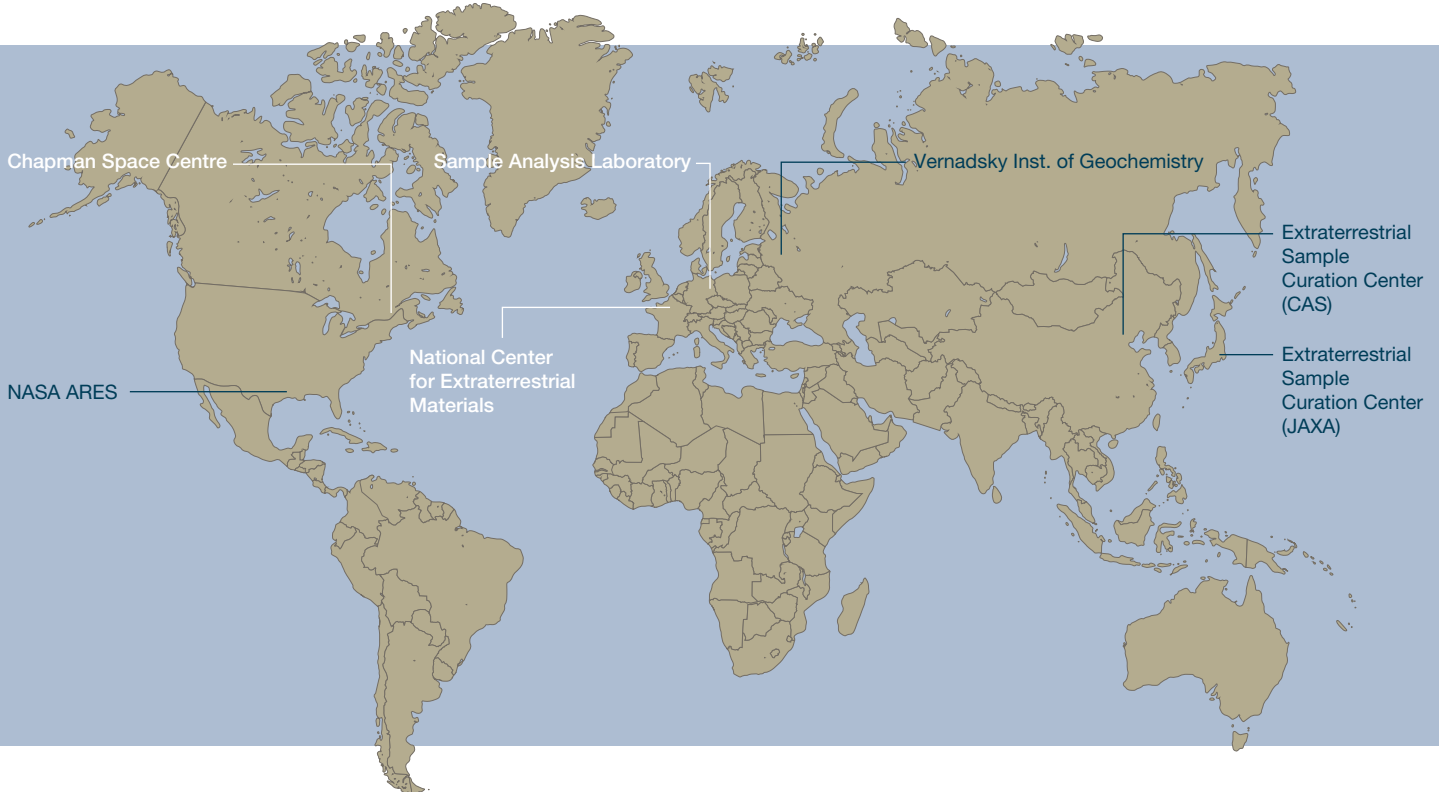 Chapman Space Centre
Sample Analysis Laboratory
Vernadsky Inst. of Geochemistry
Extraterrestrial
Sample
Curation Center
(CAS)
National Center
for Extraterrestrial
Materials
Extraterrestrial
Sample
Curation Center
(JAXA)
NASA ARES